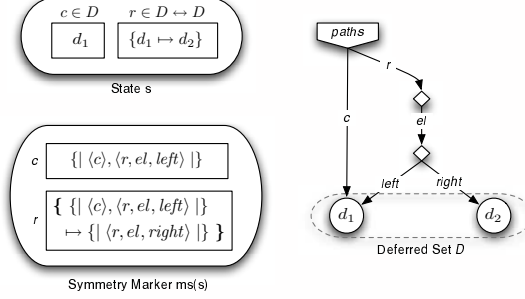 c ∈ D r ∈ D ↔ D
d₁ {d₁ ↦ d₂}
State s
c {| ⟨c⟩, ⟨r, el, left⟩ |}
r { {| ⟨c⟩, ⟨r, el, left⟩ |}
↦ {| ⟨r, el, right⟩ |} }
Symmetry Marker ms(s)
paths
r
c
el
left right
d₁ d₂
Deferred Set D